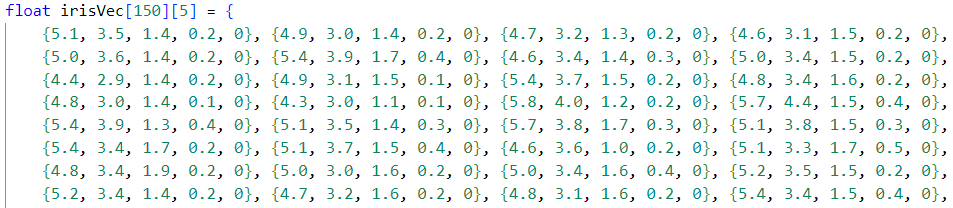 float irisVec[150][5] = {
{5.1, 3.5, 1.4, 0.2, 0}, {4.9, 3.0, 1.4, 0.2, 0}, {4.7, 3.2, 1.3, 0.2, 0}, {4.6, 3.1, 1.5, 0.2, 0},
{5.0, 3.6, 1.4, 0.2, 0}, {5.4, 3.9, 1.7, 0.4, 0}, {4.6, 3.4, 1.4, 0.3, 0}, {5.0, 3.4, 1.5, 0.2, 0},
{4.4, 2.9, 1.4, 0.2, 0}, {4.9, 3.1, 1.5, 0.1, 0}, {5.4, 3.7, 1.5, 0.2, 0}, {4.8, 3.4, 1.6, 0.2, 0},
{4.8, 3.0, 1.4, 0.1, 0}, {4.3, 3.0, 1.1, 0.1, 0}, {5.8, 4.0, 1.2, 0.2, 0}, {5.7, 4.4, 1.5, 0.4, 0},
{5.4, 3.9, 1.3, 0.4, 0}, {5.1, 3.5, 1.4, 0.3, 0}, {5.7, 3.8, 1.7, 0.3, 0}, {5.1, 3.8, 1.5, 0.3, 0},
{5.4, 3.4, 1.7, 0.2, 0}, {5.1, 3.7, 1.5, 0.4, 0}, {4.6, 3.6, 1.0, 0.2, 0}, {5.1, 3.3, 1.7, 0.5, 0},
{4.8, 3.4, 1.9, 0.2, 0}, {5.0, 3.0, 1.6, 0.2, 0}, {5.0, 3.4, 1.6, 0.4, 0}, {5.2, 3.5, 1.5, 0.2, 0},
{5.2, 3.4, 1.4, 0.2, 0}, {4.7, 3.2, 1.6, 0.2, 0}, {4.8, 3.1, 1.6, 0.2, 0}, {5.4, 3.4, 1.5, 0.4, 0},